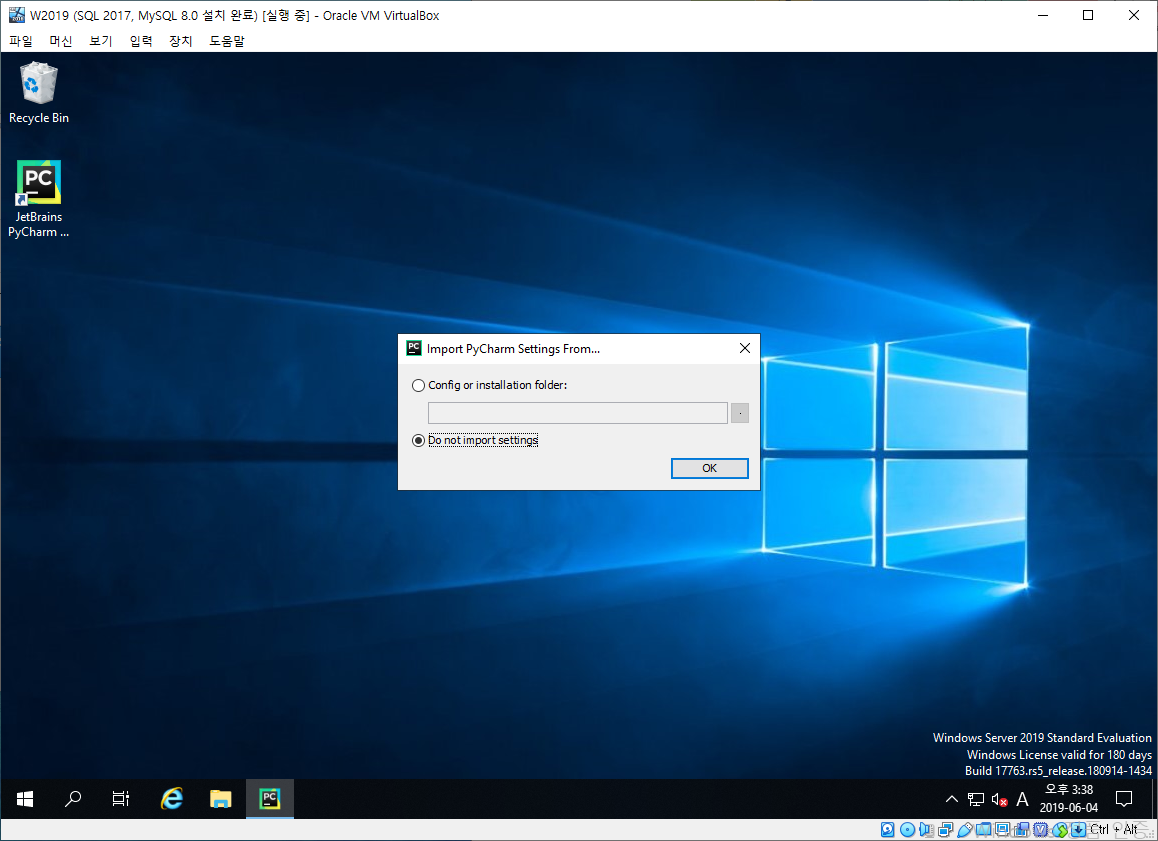 W2019 (SQL 2017, MySQL 8.0 설치 완료) [실행 중] - Oracle VM VirtualBox
파일 머신 보기 입력 장치 도움말
Recycle Bin
PC
JetBrains
PyCharm ...
PC Import PyCharm Settings From...
Config or installation folder:
Do not import settings
OK
Windows Server 2019 Standard Evaluation
Windows License valid for 180 days
Build 17763.rs5_release.180914-1434
PC
A
오후 3:38
2019-06-04
Ctrl + Alt